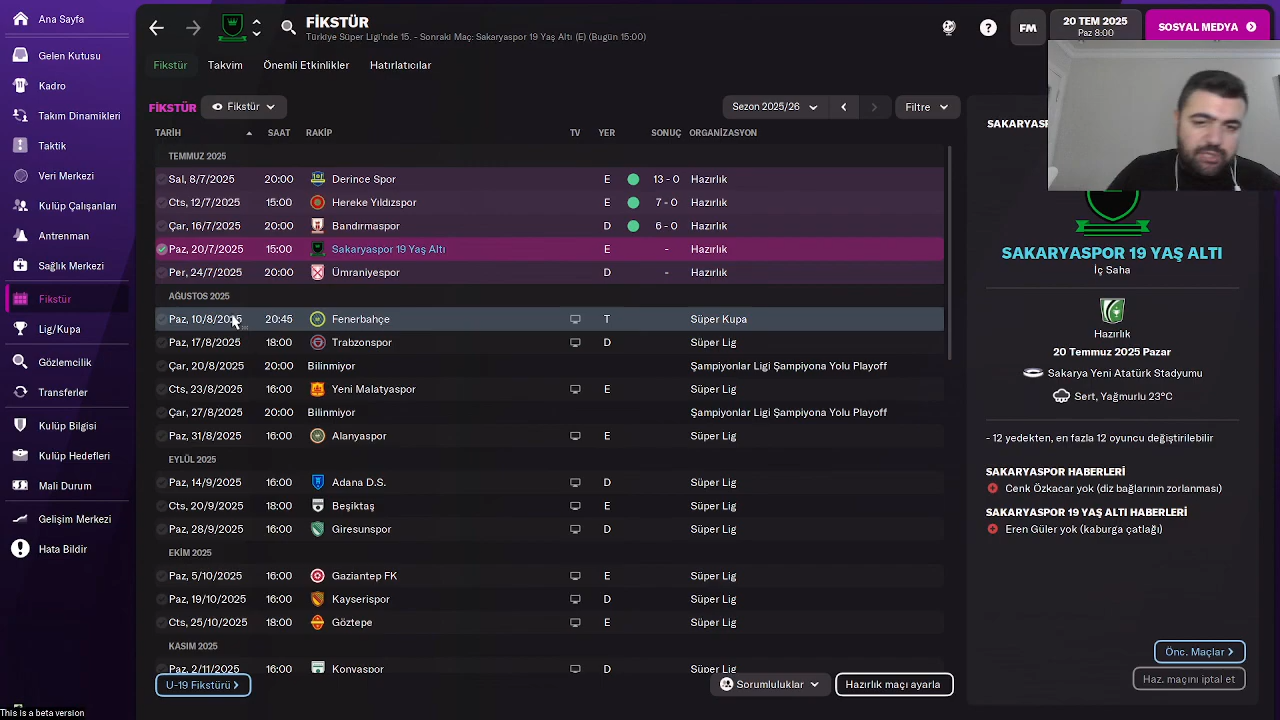 Ana Sayfa
Gelen Kutusu
Kadro
Takım Dinamikleri
Taktik
Veri Merkezi
Kulüp Çalışanları
Antrenman
Sağlık Merkezi
Fikstür
Lig/Kupa
Gözlemcilik
Transferler
Kulüp Bilgisi
Kulüp Hedefleri
Mali Durum
Gelişim Merkezi
Hata Bildir
This is a beta version
FİKSTÜR
Türkiye Süper Ligi'nde 15. - Sonraki Maç: Sakaryaspor 19 Yaş Altı (E) (Bugün 15:00)
FM
20 TEM 2025
Paz 8:00
SOSYAL MEDYA
Fikstür Takvim Önemli Etkinlikler Hatırlatıcılar
FİKSTÜR Fikstür Sezon 2025/26 Filtre
TARİH SAAT RAKİP TV YER SONUÇ ORGANİZASYON
TEMMUZ 2025
Sal, 8/7/2025 20:00 Derince Spor E 13 - 0 Hazırlık
Cts, 12/7/2025 15:00 Hereke Yıldızspor E 7 - 0 Hazırlık
Çar, 16/7/2025 20:00 Bandırmaspor D 6 - 0 Hazırlık
Paz, 20/7/2025 15:00 Sakaryaspor 19 Yaş Altı E - Hazırlık
Per, 24/7/2025 20:00 Ümraniyespor D - Hazırlık
AĞUSTOS 2025
Paz, 10/8/2025 20:45 Fenerbahçe T Süper Kupa
Paz, 17/8/2025 18:00 Trabzonspor D Süper Lig
Çar, 20/8/2025 20:00 Bilinmiyor Şampiyonlar Ligi Şampiyona Yolu Playoff
Cts, 23/8/2025 16:00 Yeni Malatyaspor E Süper Lig
Çar, 27/8/2025 20:00 Bilinmiyor Şampiyonlar Ligi Şampiyona Yolu Playoff
Paz, 31/8/2025 16:00 Alanyaspor E Süper Lig
EYLÜL 2025
Paz, 14/9/2025 16:00 Adana D.S. D Süper Lig
Cts, 20/9/2025 18:00 Beşiktaş E Süper Lig
Paz, 28/9/2025 16:00 Giresunspor D Süper Lig
EKİM 2025
Paz, 5/10/2025 16:00 Gaziantep FK E Süper Lig
Paz, 19/10/2025 16:00 Kayserispor D Süper Lig
Cts, 25/10/2025 18:00 Göztepe E Süper Lig
KASIM 2025
Paz, 2/11/2025 16:00 Konyaspor D Süper Lig
U-19 Fikstürü Sorumluluklar Hazırlık maçı ayarla
SAKARYASPOR 19 YAŞ ALTI
İç Saha
Hazırlık
20 Temmuz 2025 Pazar
Sakarya Yeni Atatürk Stadyumu
Sert, Yağmurlu 23°C
- 12 yedekten, en fazla 12 oyuncu değiştirilebilir
SAKARYASPOR HABERLERİ
Cenk Özkacar yok (diz bağlarının zorlanması)
SAKARYASPOR 19 YAŞ ALTI HABERLERİ
Eren Güler yok (kaburga çatlağı)
Önc. Maçlar
Haz. maçını iptal et